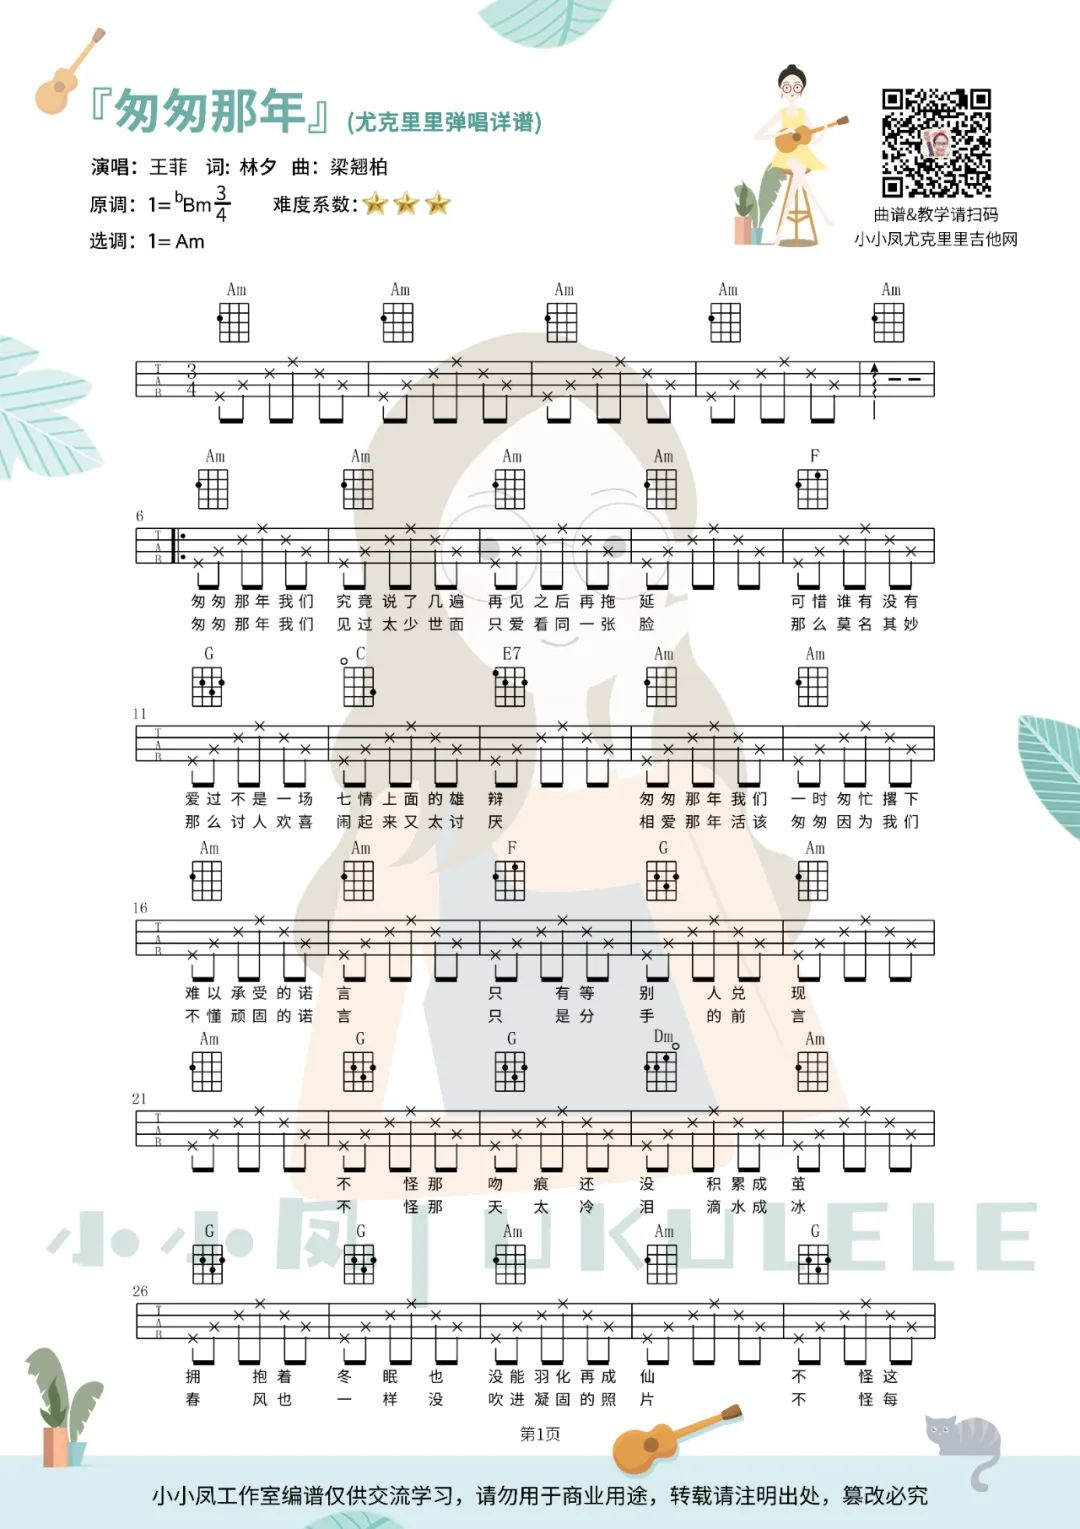 『匆匆那年』(尤克里里弹唱详谱)
演唱：王菲 词: 林夕 曲：梁翘柏
原调：1= bBm 3/4 难度系数：
选调：1= Am
曲谱&教学请扫码
小小凤尤克里里吉他网
Am Am Am Am Am
T A B 3 4
Am Am Am Am F
6
T A B
匆匆那年我们 究竟说了几遍 再见之后再拖 延 可惜谁有没有
匆匆那年我们 见过太少世面 只爱看同一张 脸 那么莫名其妙
G C E7 Am Am
11
T A B
爱过不是一场 七情上面的雄 辩 匆匆那年我们 一时匆忙撂下
那么讨人欢喜 闹起来又太讨 厌 相爱那年活该 匆匆因为我们
Am Am F G Am
16
T A B
难以承受的诺 言 只 有等 别 人兑 现
不懂顽固的诺 言 只 是分 手 的前 言
Am G G Dm Am
21
T A B
不 怪那 吻 痕 还 没 积累成 茧
不 怪那 天 太 冷 泪 滴水成 冰
小小凤 | UKULELE
G G Am Am G
26
T A B
拥 抱着 冬 眠 也 没能羽化再成 仙 不 怪这
春 风也 一 样 没 吹进凝固的照 片 不 怪每
第1页
小小凤工作室编谱仅供交流学习，请勿用于商业用途，转载请注明出处，篡改必究